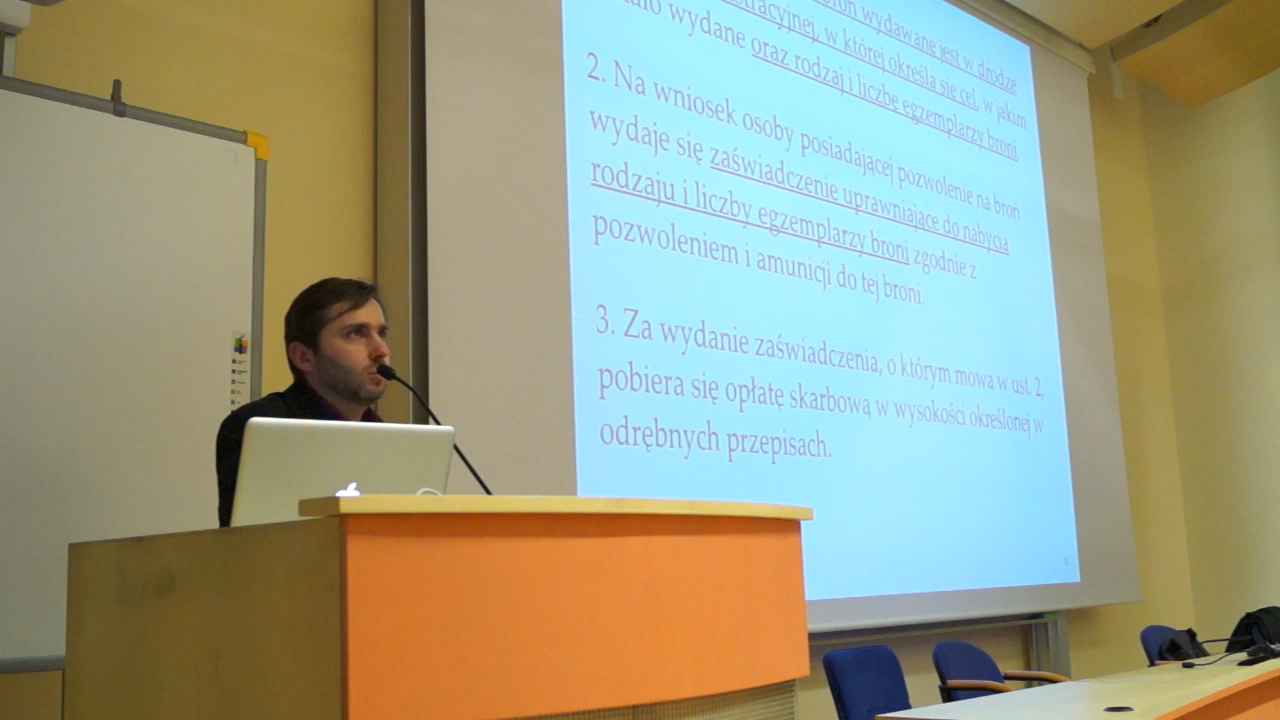 broń wydawane jest w drodze
w której określa się cel, w jakim
wydane oraz rodzaj i liczbę egzemplarzy broni.
2. Na wniosek osoby posiadającej pozwolenie na broń
wydaje się zaświadczenie uprawniające do nabycia
rodzaju i liczby egzemplarzy broni zgodnie z
pozwoleniem i amunicji do tej broni.
3. Za wydanie zaświadczenia, o którym mowa w ust. 2,
pobiera się opłatę skarbową w wysokości określonej w
odrębnych przepisach.